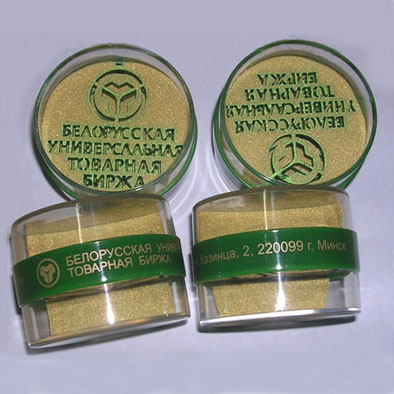 БЕЛОРУССКАЯ
УНИВЕРСАЛЬНАЯ
ТОВАРНАЯ
БИРЖА
БЕЛОРУССКАЯ
УНИВЕРСАЛЬНАЯ
ТОВАРНАЯ
БИРЖА
БЕЛОРУССКАЯ УНИВЕ
ТОВАРНАЯ БИРЖА
Казинца, 2, 220099 г. Минск